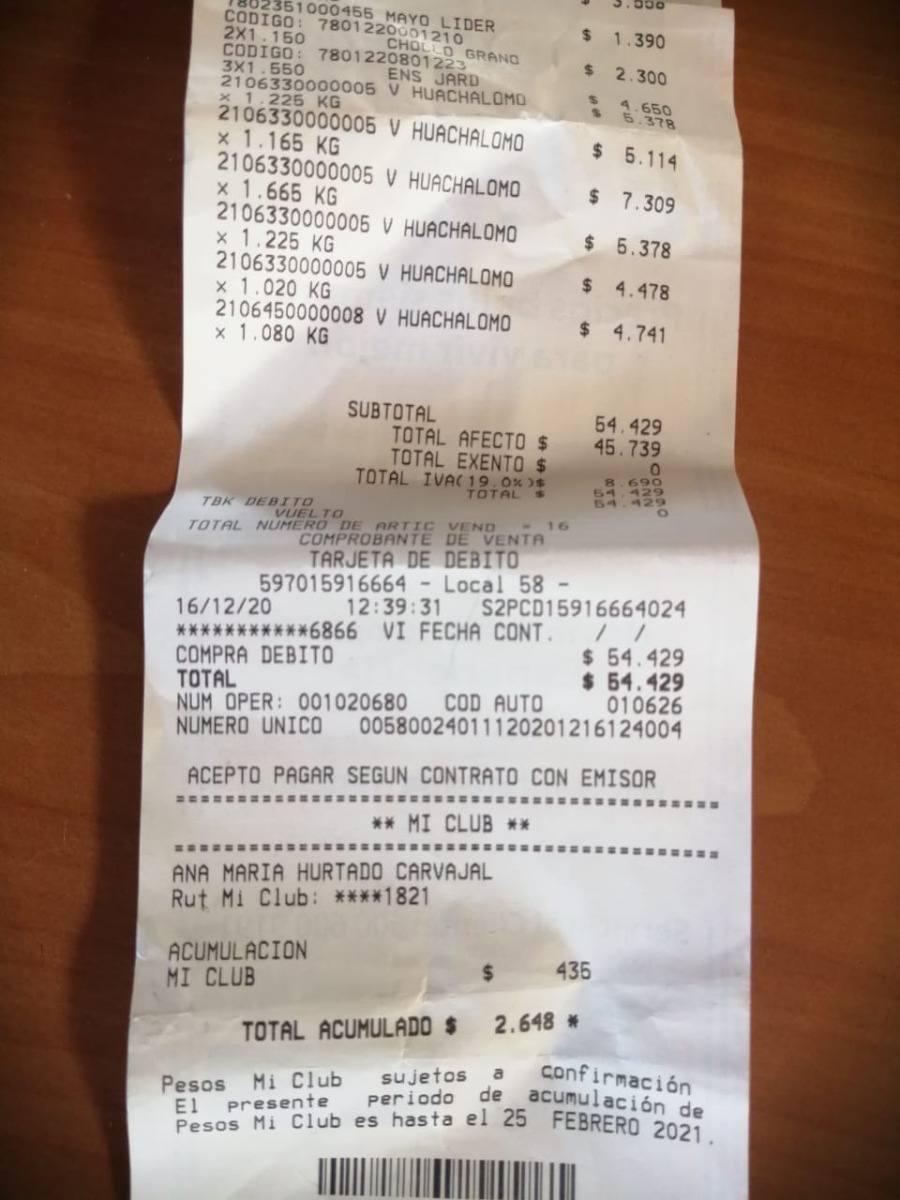 7802351000455 MAYO LIDER $ 1.390
CODIGO: 7801220001210
2X1.150 CHOCLO GRANO $ 2.300
CODIGO: 7801220801223
3X1.550 ENS JARD $ 4.650
2106330000005 V HUACHALOMO $ 5.378
x 1.225 KG
2106330000005 V HUACHALOMO $ 5.114
x 1.165 KG
2106330000005 V HUACHALOMO $ 7.309
x 1.665 KG
2106330000005 V HUACHALOMO $ 5.378
x 1.225 KG
2106330000005 V HUACHALOMO $ 4.478
x 1.020 KG
2106450000008 V HUACHALOMO $ 4.741
x 1.080 KG
SUBTOTAL 54.429
TOTAL AFECTO $ 45.739
TOTAL EXENTO $ 0
TOTAL IVA(19.0%)$ 8.690
TOTAL $ 54.429
TBK DEBITO 54.429
VUELTO 0
TOTAL NUMERO DE ARTIC VEND = 16
COMPROBANTE DE VENTA
TARJETA DE DEBITO
597015916664 - Local 58 -
16/12/20 12:39:31 S2PCD15916664024
***********6866 VI FECHA CONT. / /
COMPRA DEBITO $ 54.429
TOTAL $ 54.429
NUM OPER: 001020680 COD AUTO 010626
NUMERO UNICO 00580024011120201216124004
ACEPTO PAGAR SEGUN CONTRATO CON EMISOR
================================================
** MI CLUB **
================================================
ANA MARIA HURTADO CARVAJAL
Rut Mi Club: ****1821
ACUMULACION
MI CLUB $ 435
TOTAL ACUMULADO $ 2.648 *
Pesos Mi Club sujetos a confirmación
El presente periodo de acumulación de
Pesos Mi Club es hasta el 25 FEBRERO 2021.